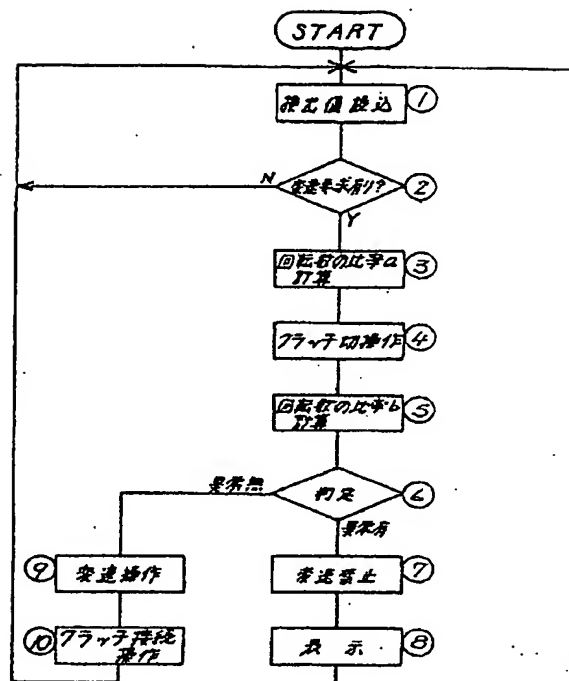 START
検出値読込
①
変速要求有り?
②
N
Y
回転数の比率a
計算
③
クラッチ切操作
④
回転数の比率b
計算
⑤
判定
⑥
異常無
異常有
⑨
変速操作
変速禁止
⑦
⑩
クラッチ接続
操作
表示
⑧